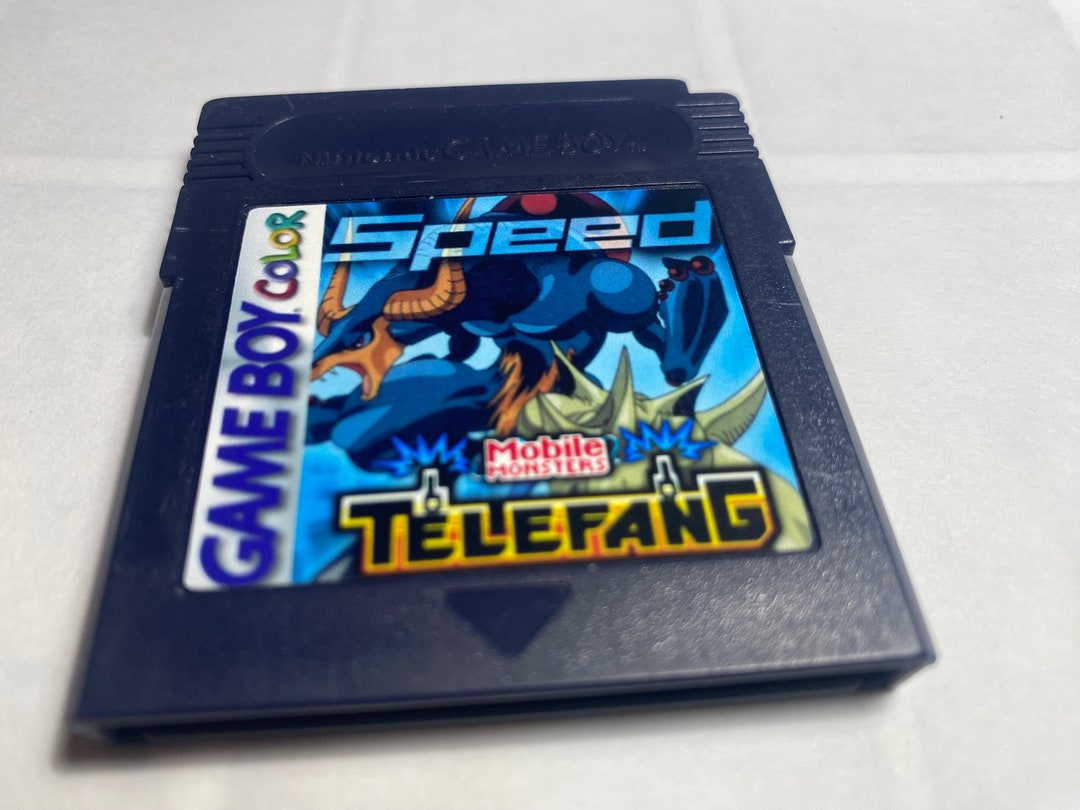 Nintendo GAME BOY
GAME BOY COLOR
Speed
Mobile
MONSTERS
TELEFANG